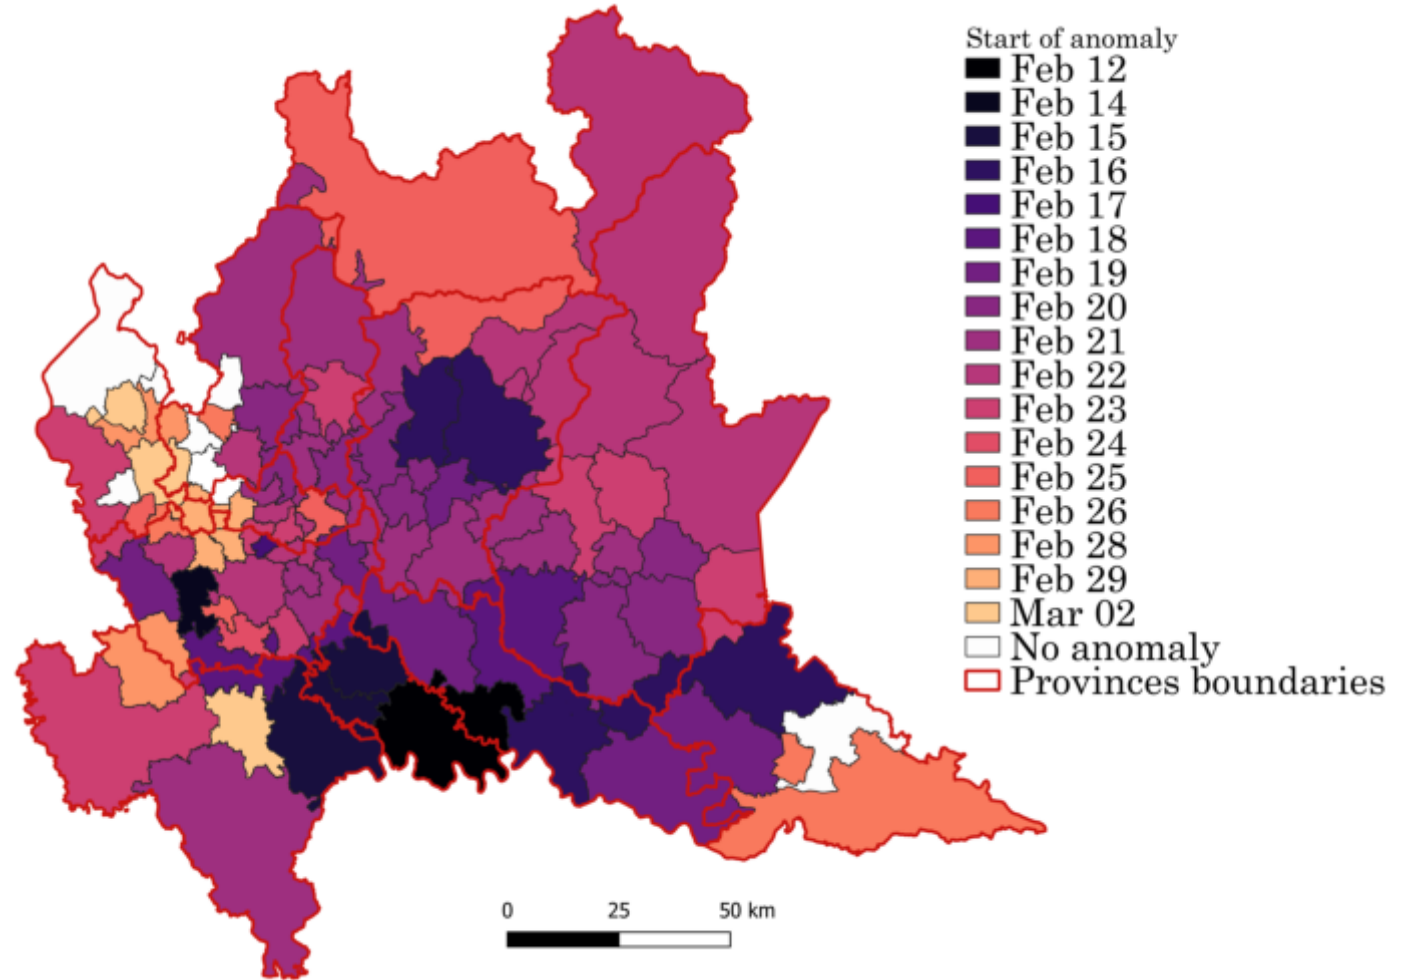 Start of anomaly
Feb 12
Feb 14
Feb 15
Feb 16
Feb 17
Feb 18
Feb 19
Feb 20
Feb 21
Feb 22
Feb 23
Feb 24
Feb 25
Feb 26
Feb 28
Feb 29
Mar 02
No anomaly
Provinces boundaries
0 25 50 km